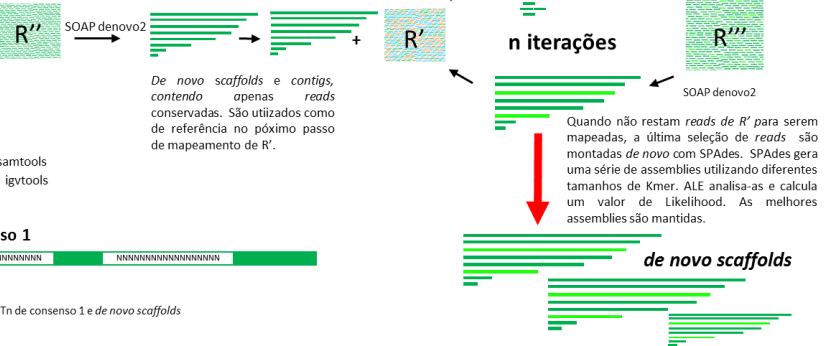 R''
SOAP denovo2
+
R'
n iterações
R'''
SOAP denovo2
De novo scaffolds e contigs,
contendo apenas reads
conservadas. São utiizados como
de referência no póximo passo
de mapeamento de R'.
Quando não restam reads de R' para serem
mapeadas, a última seleção de reads são
montadas de novo com SPAdes. SPAdes gera
uma série de assemblies utilizando diferentes
tamanhos de Kmer. ALE analisa-as e calcula
um valor de Likelihood. As melhores
assemblies são mantidas.
samtools
igvtools
so 1
NNNNNNNN NNNNNNNNNNNNNNNNNNN
de novo scaffolds
Tn de consenso 1 e de novo scaffolds